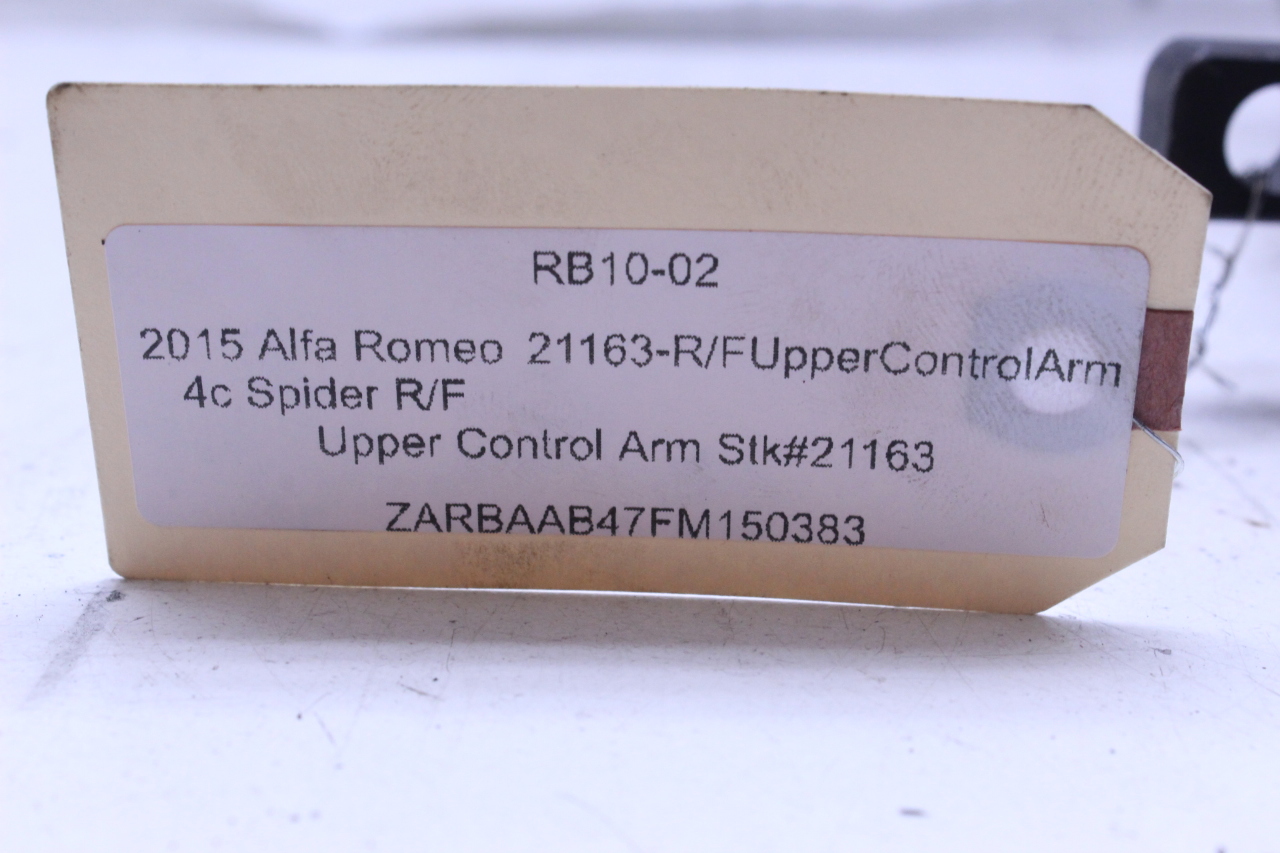 RB10-02
2015 Alfa Romeo 21163-R/FUpperControlArm
4c Spider R/F
Upper Control Arm Stk#21163
ZARBAAB47FM150383